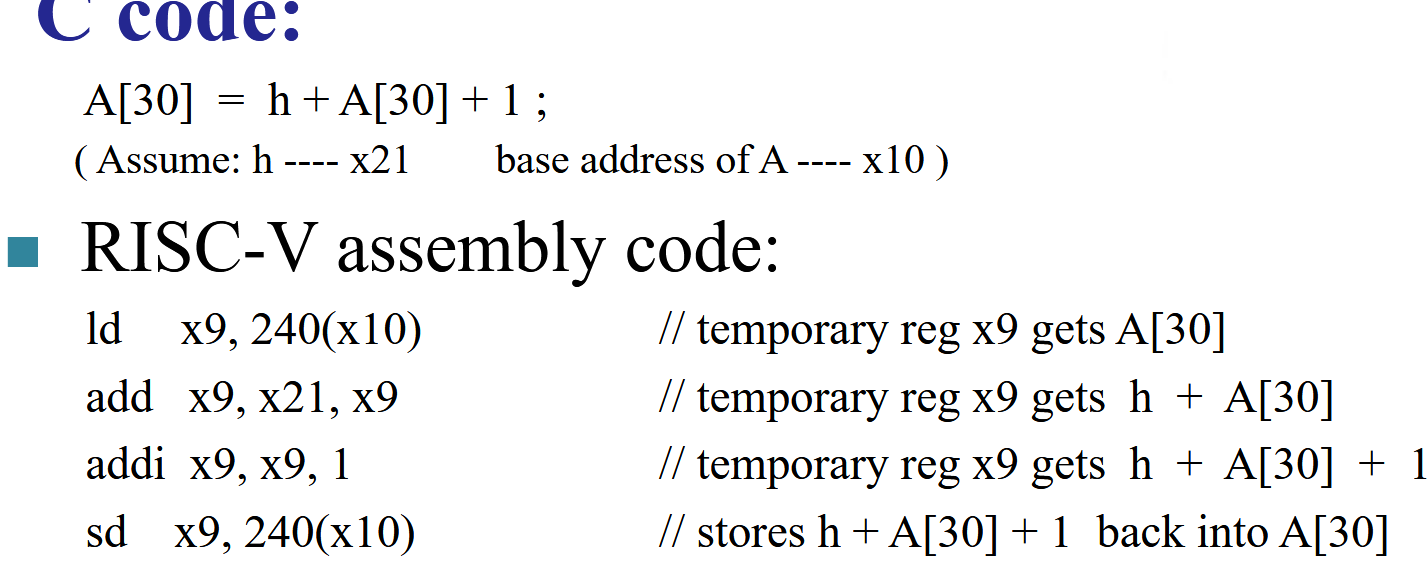 C code:
A[30] = h + A[30] + 1 ;
( Assume: h ---- x21 base address of A ---- x10 )
RISC-V assembly code:
ld x9, 240(x10) // temporary reg x9 gets A[30]
add x9, x21, x9 // temporary reg x9 gets h + A[30]
addi x9, x9, 1 // temporary reg x9 gets h + A[30] + 1
sd x9, 240(x10) // stores h + A[30] + 1 back into A[30]